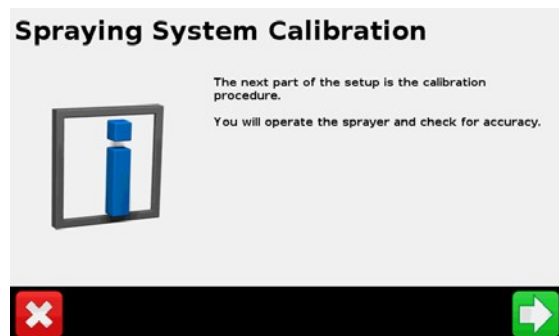 Spraying System Calibration
The next part of the setup is the calibration
procedure.
You will operate the sprayer and check for accuracy.